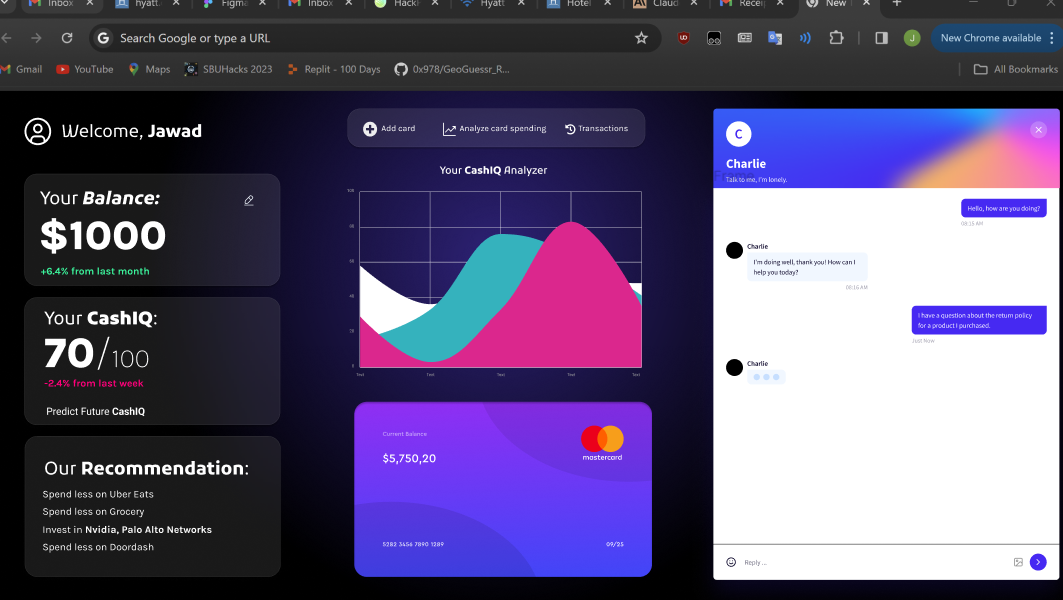 Inbox
hyatt
Figma
Inbox
Hackl
Hyatt
Hotel
Claud
Recei
New
G Search Google or type a URL
New Chrome available
Gmail
YouTube
Maps
SBUHacks 2023
Replit - 100 Days
0x978/GeoGuessr_R...
All Bookmarks
Welcome, Jawad
Your Balance:
$1000
+6.4% from last month
Your CashIQ:
70/100
-2.4% from last week
Predict Future CashIQ
Our Recommendation:
Spend less on Uber Eats
Spend less on Grocery
Invest in Nvidia, Palo Alto Networks
Spend less on Doordash
Add card
Analyze card spending
Transactions
Your CashIQ Analyzer
100
80
60
40
20
0
Text
Text
Text
Text
Text
Current Balance
$5,750,20
mastercard
5282 3456 7890 1289
09/25
C
Charlie
Talk to me, I'm lonely.
Hello, how are you doing?
08:15 AM
Charlie
I'm doing well, thank you! How can I
help you today?
08:16 AM
I have a question about the return policy
for a product I purchased.
Just Now
Charlie
Reply ...